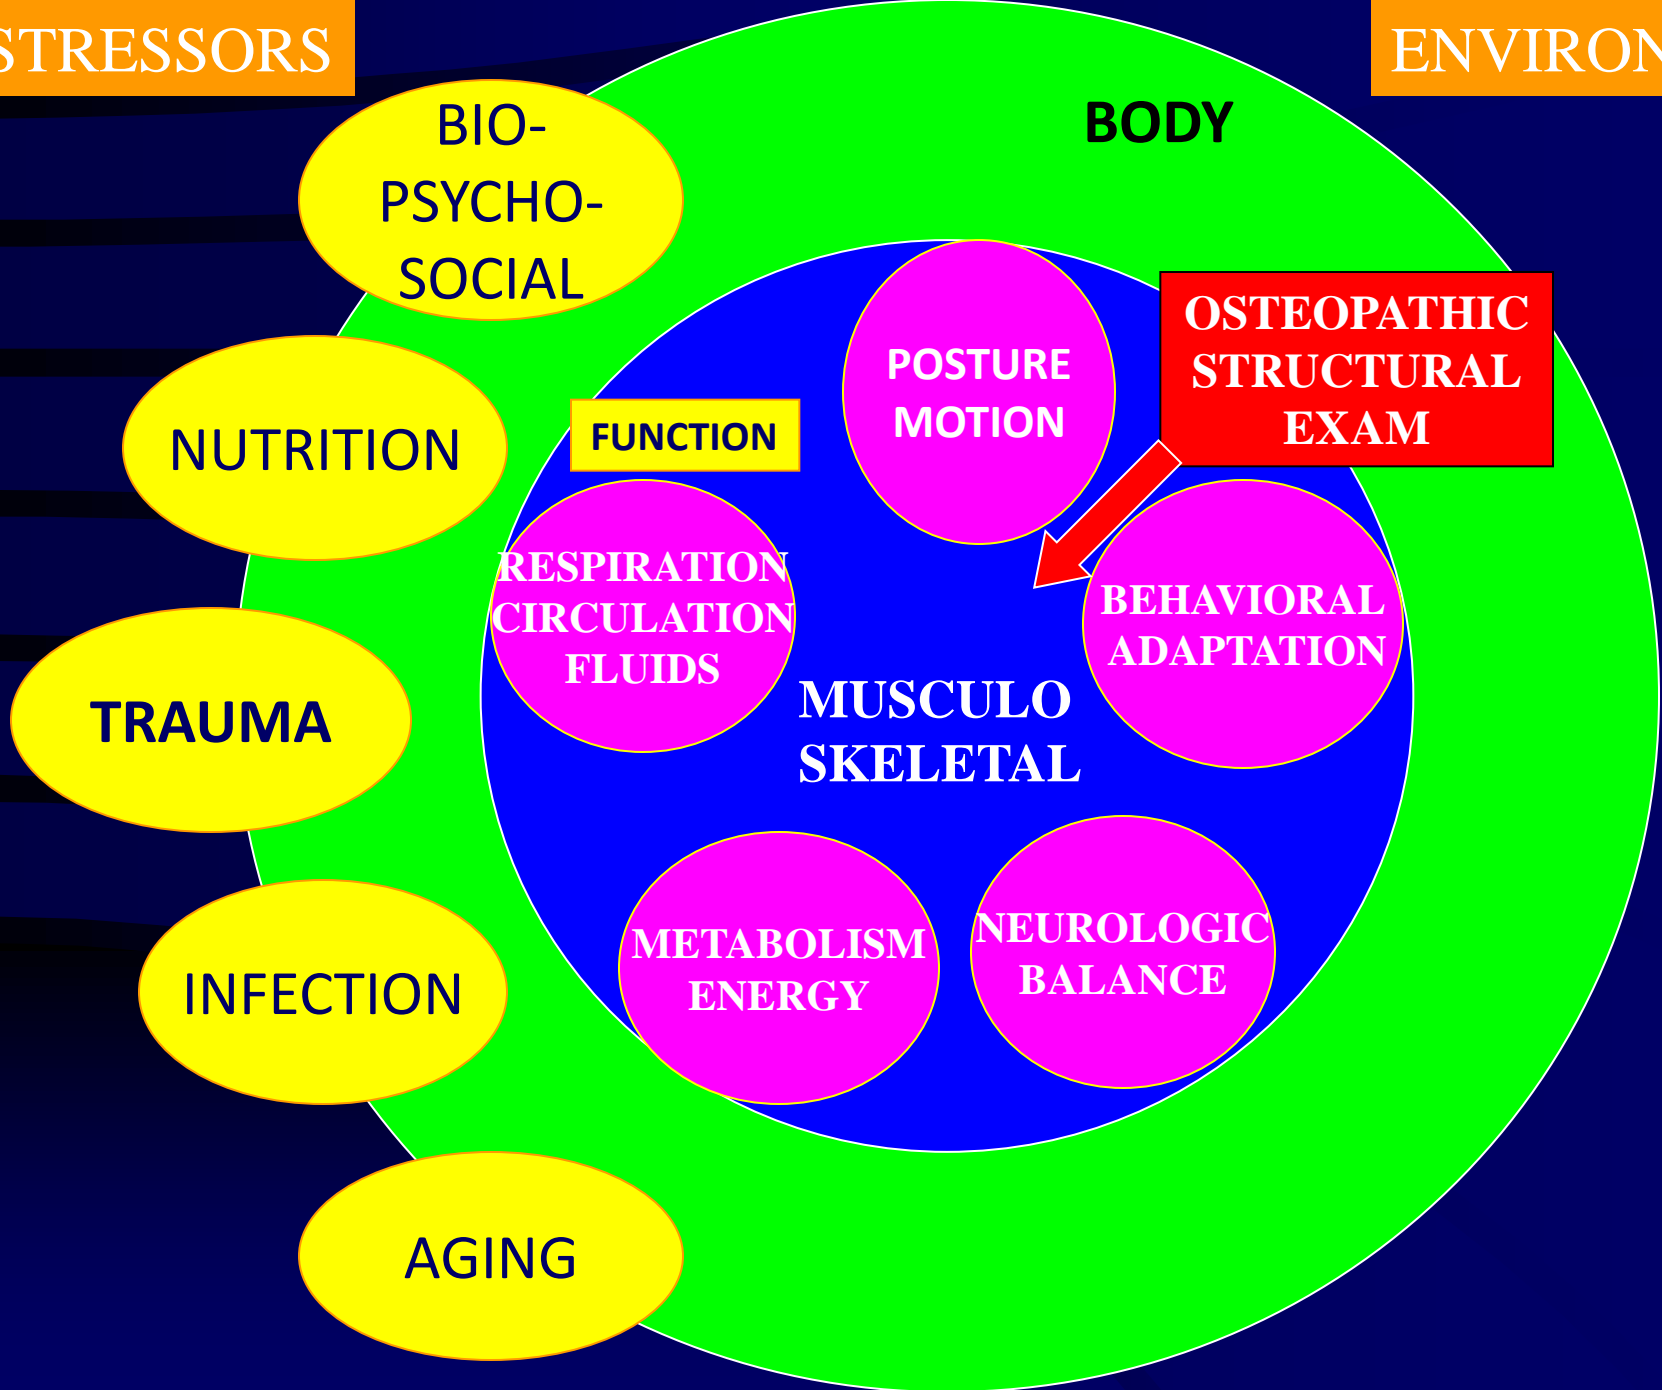 STRESSORS
ENVIRON
BODY
BIO-
PSYCHO-
SOCIAL
OSTEOPATHIC
STRUCTURAL
EXAM
POSTURE
MOTION
NUTRITION
FUNCTION
RESPIRATION
CIRCULATION
FLUIDS
BEHAVIORAL
ADAPTATION
MUSCULO
SKELETAL
TRAUMA
METABOLISM
ENERGY
NEUROLOGIC
BALANCE
INFECTION
AGING